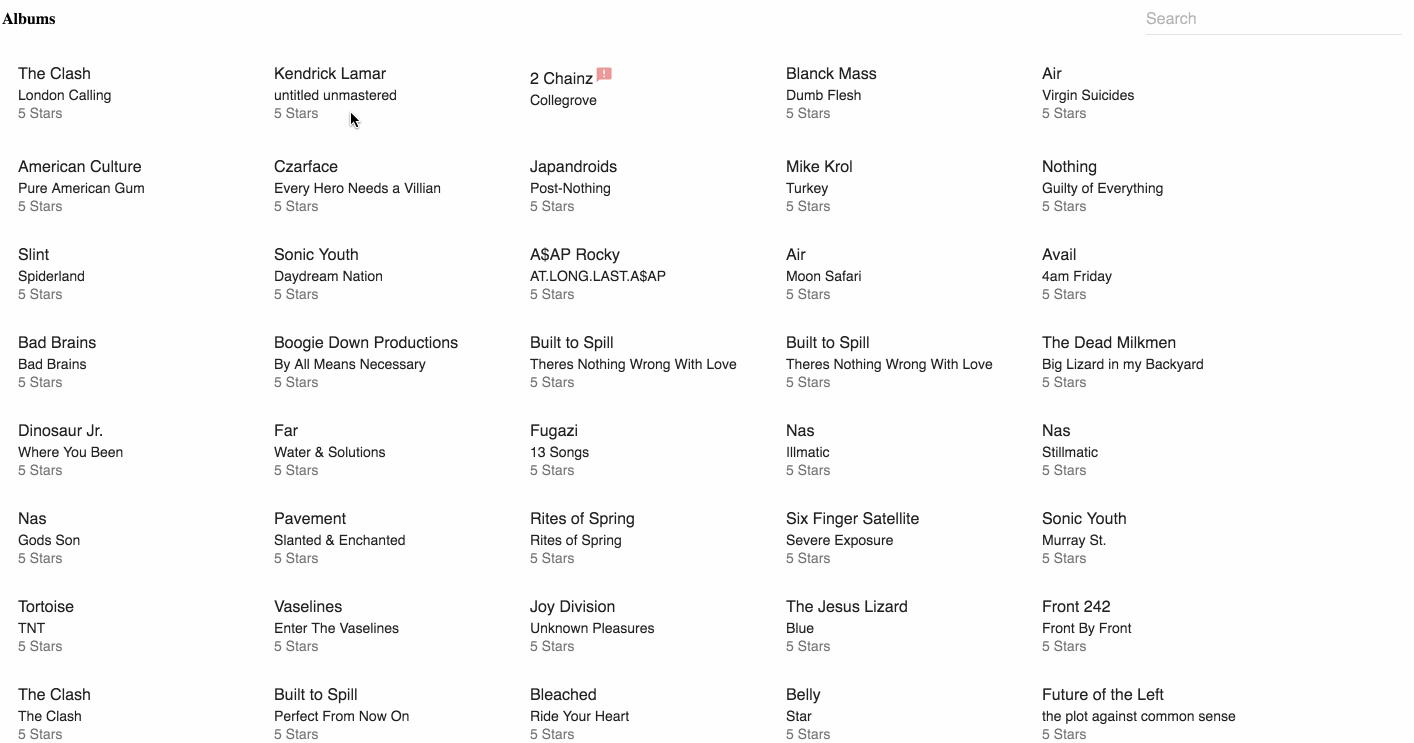 Albums
Search
The Clash
London Calling
5 Stars
Kendrick Lamar
untitled unmastered
5 Stars
2 Chainz
Collegrove
Blanck Mass
Dumb Flesh
5 Stars
Air
Virgin Suicides
5 Stars
American Culture
Pure American Gum
5 Stars
Czarface
Every Hero Needs a Villian
5 Stars
Japandroids
Post-Nothing
5 Stars
Mike Krol
Turkey
5 Stars
Nothing
Guilty of Everything
5 Stars
Slint
Spiderland
5 Stars
Sonic Youth
Daydream Nation
5 Stars
A$AP Rocky
AT.LONG.LAST.A$AP
5 Stars
Air
Moon Safari
5 Stars
Avail
4am Friday
5 Stars
Bad Brains
Bad Brains
5 Stars
Boogie Down Productions
By All Means Necessary
5 Stars
Built to Spill
Theres Nothing Wrong With Love
5 Stars
Built to Spill
Theres Nothing Wrong With Love
5 Stars
The Dead Milkmen
Big Lizard in my Backyard
5 Stars
Dinosaur Jr.
Where You Been
5 Stars
Far
Water & Solutions
5 Stars
Fugazi
13 Songs
5 Stars
Nas
Illmatic
5 Stars
Nas
Stillmatic
5 Stars
Nas
Gods Son
5 Stars
Pavement
Slanted & Enchanted
5 Stars
Rites of Spring
Rites of Spring
5 Stars
Six Finger Satellite
Severe Exposure
5 Stars
Sonic Youth
Murray St.
5 Stars
Tortoise
TNT
5 Stars
Vaselines
Enter The Vaselines
5 Stars
Joy Division
Unknown Pleasures
5 Stars
The Jesus Lizard
Blue
5 Stars
Front 242
Front By Front
5 Stars
The Clash
The Clash
5 Stars
Built to Spill
Perfect From Now On
5 Stars
Bleached
Ride Your Heart
5 Stars
Belly
Star
5 Stars
Future of the Left
the plot against common sense
5 Stars